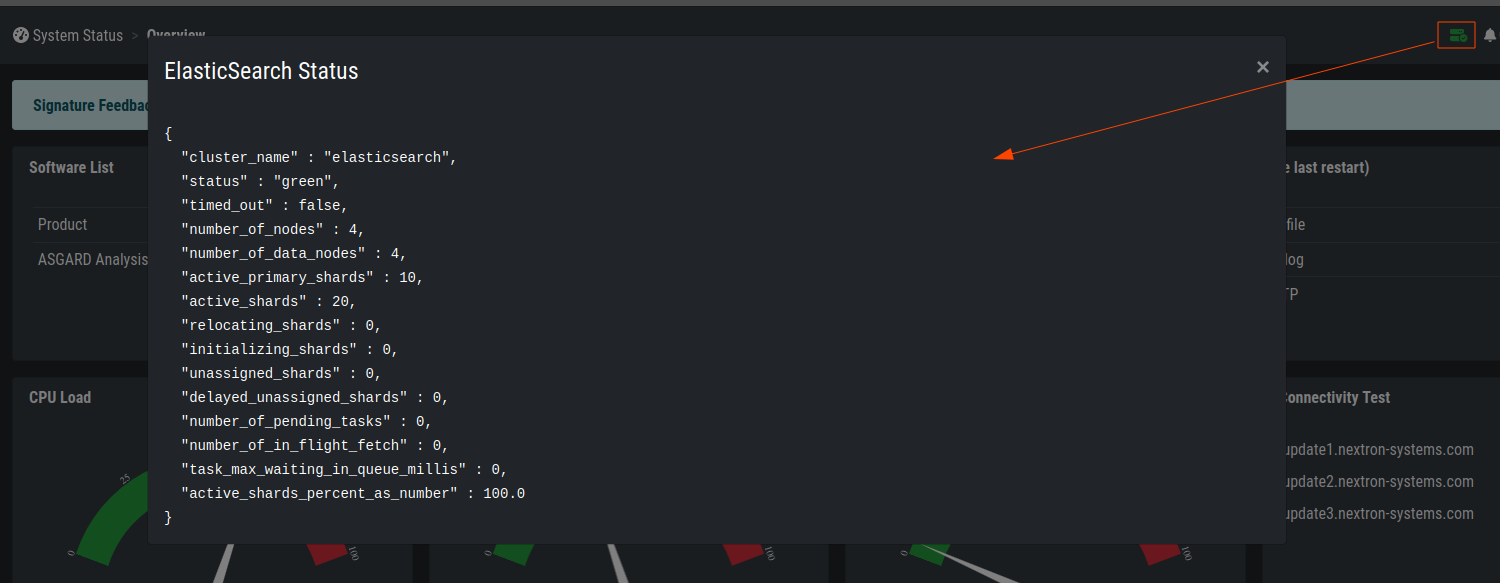 System Status > Overview
ElasticSearch Status ×
Signature Feedbac
{
"cluster_name" : "elasticsearch",
"status" : "green",
"timed_out" : false,
"number_of_nodes" : 4,
"number_of_data_nodes" : 4,
"active_primary_shards" : 10,
"active_shards" : 20,
"relocating_shards" : 0,
"initializing_shards" : 0,
"unassigned_shards" : 0,
"delayed_unassigned_shards" : 0,
"number_of_pending_tasks" : 0,
"number_of_in_flight_fetch" : 0,
"task_max_waiting_in_queue_millis" : 0,
"active_shards_percent_as_number" : 100.0
}
Software List
Product
ASGARD Analysis
e last restart)
file
log
TP
CPU Load
25
0
100
0
100
0
100
Connectivity Test
update1.nextron-systems.com
update2.nextron-systems.com
update3.nextron-systems.com